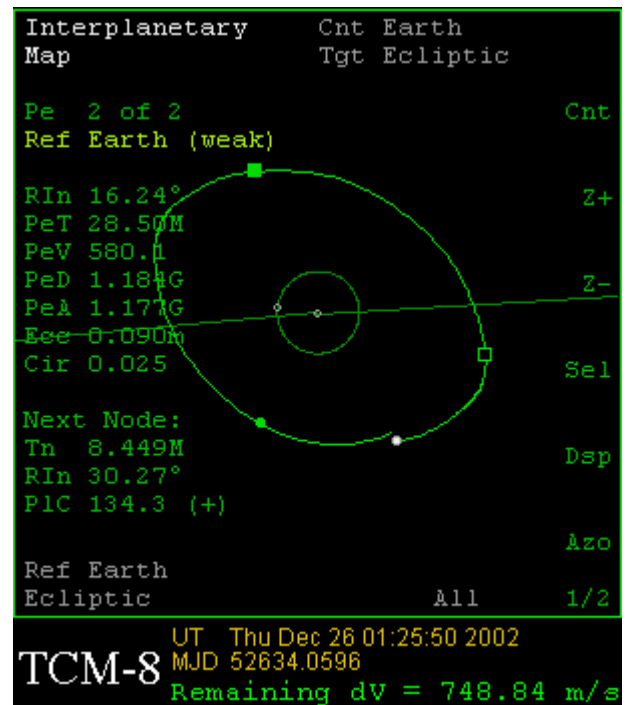 Interplanetary Cnt Earth
Map Tgt Ecliptic
Pe 2 of 2 Cnt
Ref Earth (weak)
RIn 16.24° Z+
PeT 28.50M
PeV 580.1
PeD 1.184G Z-
PeA 1.177G
Ecc 0.090m
Cir 0.025 Sel
Next Node:
Tn 8.449M Dsp
RIn 30.27°
PlC 134.3 (+)
Azo
Ref Earth
Ecliptic All 1/2
UT Thu Dec 26 01:25:50 2002
TCM-8 MJD 52634.0596
Remaining dV = 748.84 m/s